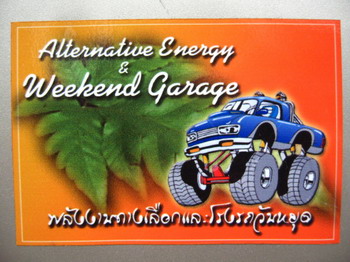 Alternative Energy
&
Weekend Garage
พลังงานทางเลือกและโรงรถวันหยุด